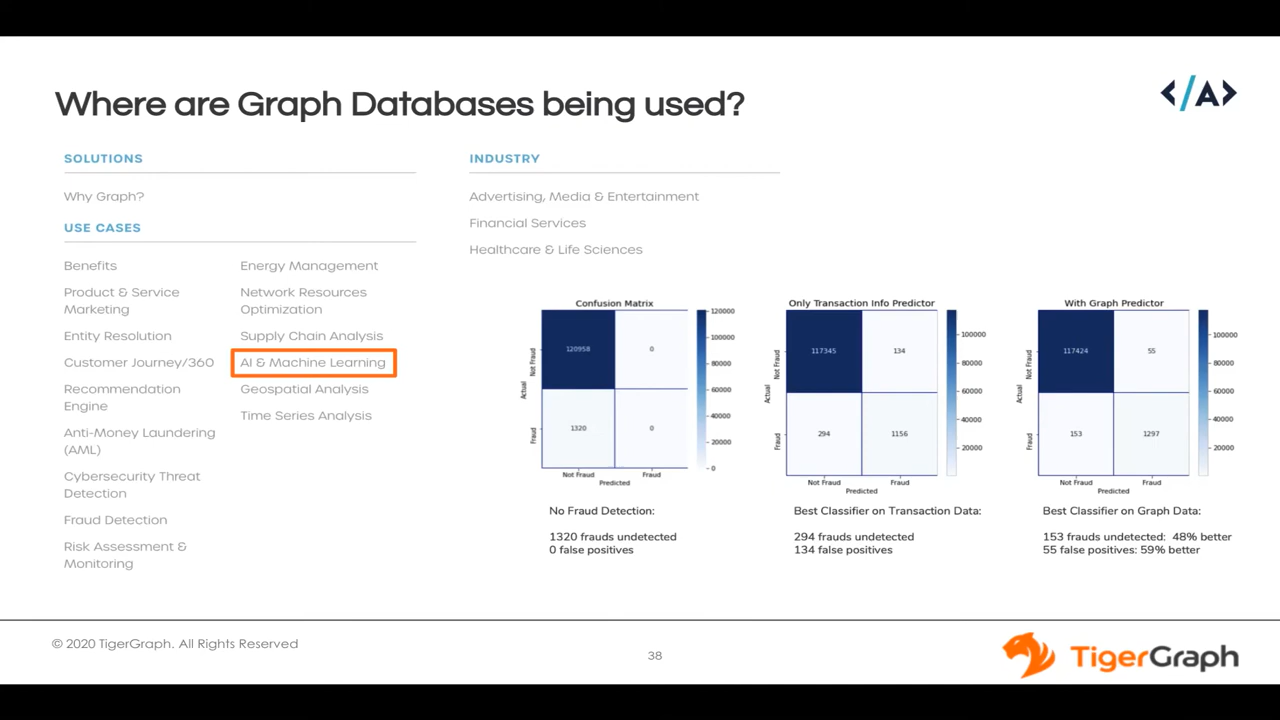 Where are Graph Databases being used?
</A>
SOLUTIONS
Why Graph?
USE CASES
Benefits
Product & Service
Marketing
Entity Resolution
Customer Journey/360
Recommendation
Engine
Anti-Money Laundering
(AML)
Cybersecurity Threat
Detection
Fraud Detection
Risk Assessment &
Monitoring
Energy Management
Network Resources
Optimization
Supply Chain Analysis
AI & Machine Learning
Geospatial Analysis
Time Series Analysis
INDUSTRY
Advertising, Media & Entertainment
Financial Services
Healthcare & Life Sciences
Confusion Matrix
Actual
Not Fraud
Fraud
120958
0
1320
0
Not Fraud
Fraud
Predicted
120000
100000
80000
60000
40000
20000
0
No Fraud Detection:
1320 frauds undetected
0 false positives
Only Transaction Info Predictor
Actual
Not Fraud
Fraud
117345
134
294
1156
Not Fraud
Fraud
Predicted
100000
80000
60000
40000
20000
Best Classifier on Transaction Data:
294 frauds undetected
134 false positives
With Graph Predictor
Actual
Not Fraud
Fraud
117424
55
153
1297
Not Fraud
Fraud
Predicted
100000
80000
60000
40000
20000
Best Classifier on Graph Data:
153 frauds undetected: 48% better
55 false positives: 59% better
© 2020 TigerGraph. All Rights Reserved
38
TigerGraph